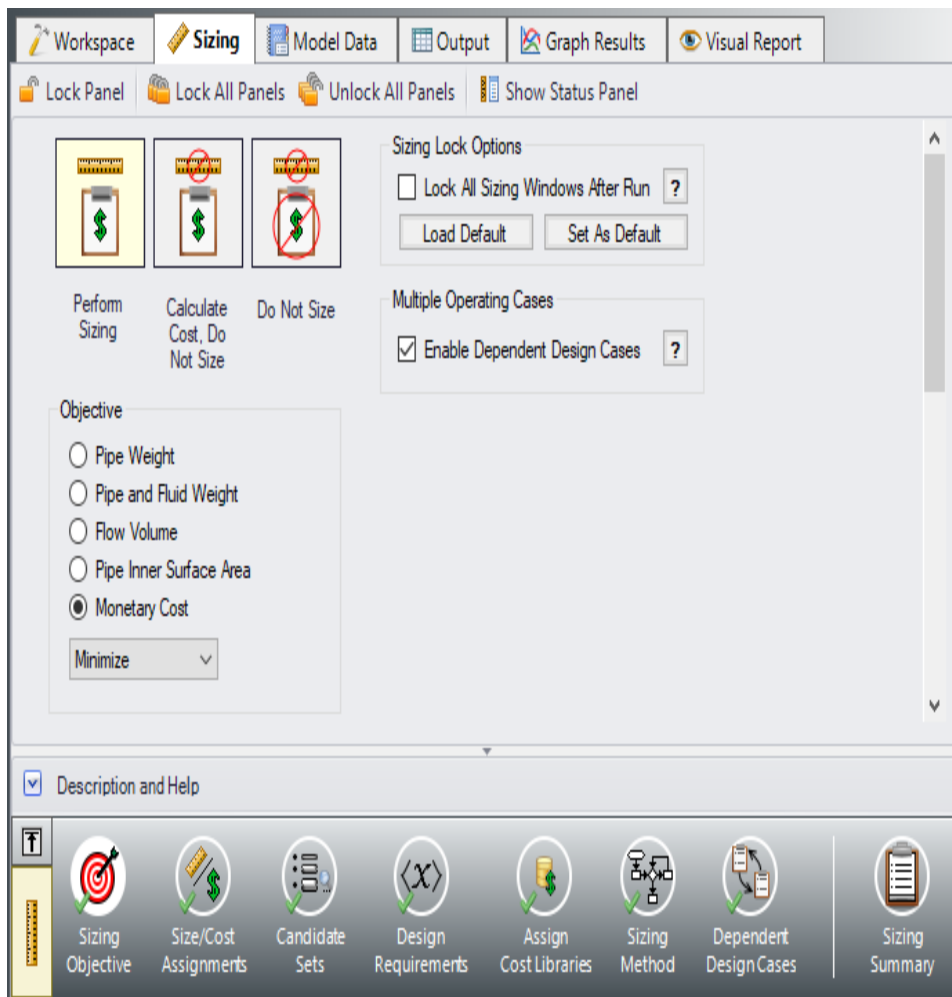 Workspace
Sizing
Model Data
Output
Graph Results
Visual Report
Lock Panel
Lock All Panels
Unlock All Panels
Show Status Panel
Perform
Sizing
Calculate
Cost, Do
Not Size
Do Not Size
Sizing Lock Options
Lock All Sizing Windows After Run
?
Load Default
Set As Default
Multiple Operating Cases
Enable Dependent Design Cases
?
Objective
Pipe Weight
Pipe and Fluid Weight
Flow Volume
Pipe Inner Surface Area
Monetary Cost
Minimize
Description and Help
Sizing
Objective
Size/Cost
Assignments
Candidate
Sets
⟨x⟩
Design
Requirements
Assign
Cost Libraries
Sizing
Method
Dependent
Design Cases
Sizing
Summary